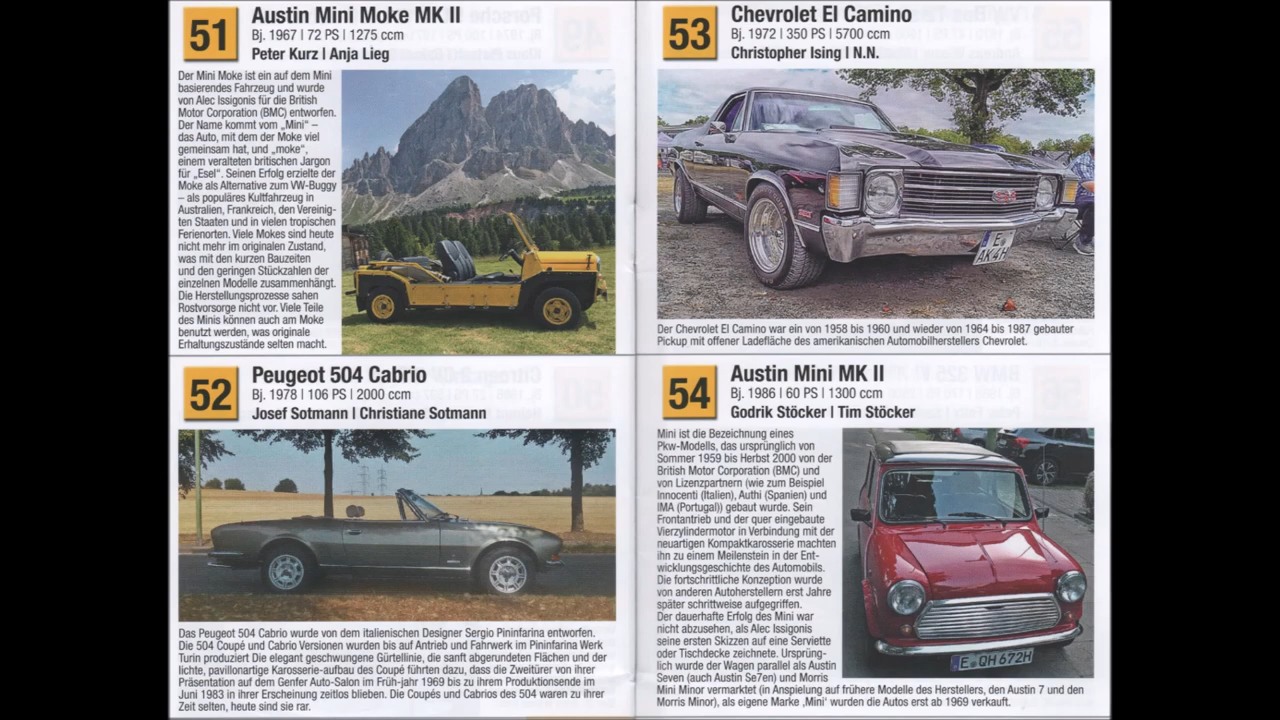 51
Austin Mini Moke MK II
Bj. 1967 | 72 PS | 1275 ccm
Peter Kurz | Anja Lieg
Der Mini Moke ist ein auf dem Mini
basierendes Fahrzeug und wurde
von Alec Issigonis für die British
Motor Corporation (BMC) entworfen.
Der Name kommt vom „Mini“ –
das Auto, mit dem der Moke viel
gemeinsam hat, und „moke“,
einem veralteten britischen Jargon
für „Esel“. Seinen Erfolg erzielte der
Moke als Alternative zum VW-Buggy
– als populäres Kultfahrzeug in
Australien, Frankreich, den Vereinig-
ten Staaten und in vielen tropischen
Ferienorten. Viele Mokes sind heute
nicht mehr im originalen Zustand,
was mit den kurzen Bauzeiten
und den geringen Stückzahlen der
einzelnen Modelle zusammenhängt.
Die Herstellungsprozesse sahen
Rostvorsorge nicht vor. Viele Teile
des Minis können auch am Moke
benutzt werden, was originale
Erhaltungszustände selten macht.
52
Peugeot 504 Cabrio
Bj. 1978 | 106 PS | 2000 ccm
Josef Sotmann | Christiane Sotmann
Das Peugeot 504 Cabrio wurde von dem italienischen Designer Sergio Pininfarina entworfen.
Die 504 Coupé und Cabrio Versionen wurden bis auf Antrieb und Fahrwerk im Pininfarina Werk
Turin produziert Die elegant geschwungene Gürtellinie, die sanft abgerundeten Flächen und der
lichte, pavillonartige Karosserie-aufbau des Coupé führten dazu, dass die Zweitürer von ihrer
Präsentation auf dem Genfer Auto-Salon im Früh-jahr 1969 bis zu ihrem Produktionsende im
Juni 1983 in ihrer Erscheinung zeitlos blieben. Die Coupés und Cabrios des 504 waren zu ihrer
Zeit selten, heute sind sie rar.
53
Chevrolet El Camino
Bj. 1972 | 350 PS | 5700 ccm
Christopher Ising | N.N.
E AK 4H
Der Chevrolet El Camino war ein von 1958 bis 1960 und wieder von 1964 bis 1987 gebauter
Pickup mit offener Ladefläche des amerikanischen Automobilherstellers Chevrolet.
54
Austin Mini MK II
Bj. 1986 | 60 PS | 1300 ccm
Godrik Stöcker | Tim Stöcker
Mini ist die Bezeichnung eines
Pkw-Modells, das ursprünglich von
Sommer 1959 bis Herbst 2000 von der
British Motor Corporation (BMC) und
von Lizenzpartnern (wie zum Beispiel
Innocenti (Italien), Authi (Spanien) und
IMA (Portugal)) gebaut wurde. Sein
Frontantrieb und der quer eingebaute
Vierzylindermotor in Verbindung mit der
neuartigen Kompaktkarosserie machten
ihn zu einem Meilenstein in der Ent-
wicklungsgeschichte des Automobils.
Die fortschrittliche Konzeption wurde
von anderen Autoherstellern erst Jahre
später schrittweise aufgegriffen.
Der dauerhafte Erfolg des Mini war
nicht abzusehen, als Alec Issigonis
seine ersten Skizzen auf eine Serviette
oder Tischdecke zeichnete. Ursprüng-
lich wurde der Wagen parallel als Austin
Seven (auch Austin Se7en) und Morris
Mini Minor vermarktet (in Anspielung auf frühere Modelle des Herstellers, den Austin 7 und den
Morris Minor), als eigene Marke ‚Mini‘ wurden die Autos erst ab 1969 verkauft.
E QH 672H